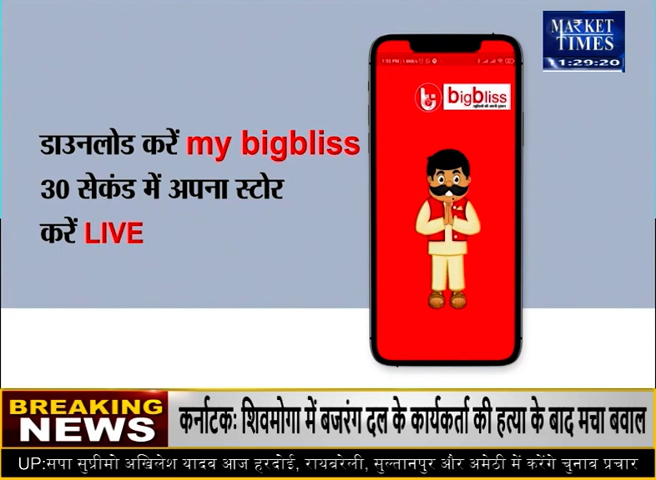 MARKET
TIMES
11:29:20
bigbliss
डाउनलोड करें my bigbliss
30 सेकंड में अपना स्टोर
करें LIVE
BREAKING
NEWS
कर्नाटकः शिवमोगा में बजरंग दल के कार्यकर्ता की हत्या के बाद मचा बवाल
UP:सपा सुप्रीमो अखिलेश यादव आज हरदोई, रायबरेली, सुल्तानपुर और अमेठी में करेंगे चुनाव प्रचार